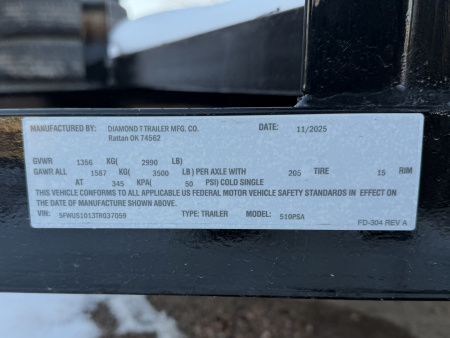 MANUFACTURED BY: DIAMOND T TRAILER MFG. CO. DATE: 11/2025
Rattan OK 74562
GVWR 1356 KG( 2990 LB)
GAWR ALL 1587 KG( 3500 LB) PER AXLE WITH 205 TIRE 15 RIM
AT 345 KPA( 50 PSI) COLD SINGLE
THIS VEHICLE CONFORMS TO ALL APPLICABLE US FEDERAL MOTOR VEHICLE SAFETY STANDARDS IN EFFECT ON
THE DATE OF MANUFACTURE SHOWN ABOVE.
VIN: 5FWUS1013TR037059 TYPE: TRAILER MODEL: 510PSA
FD-304 REV A